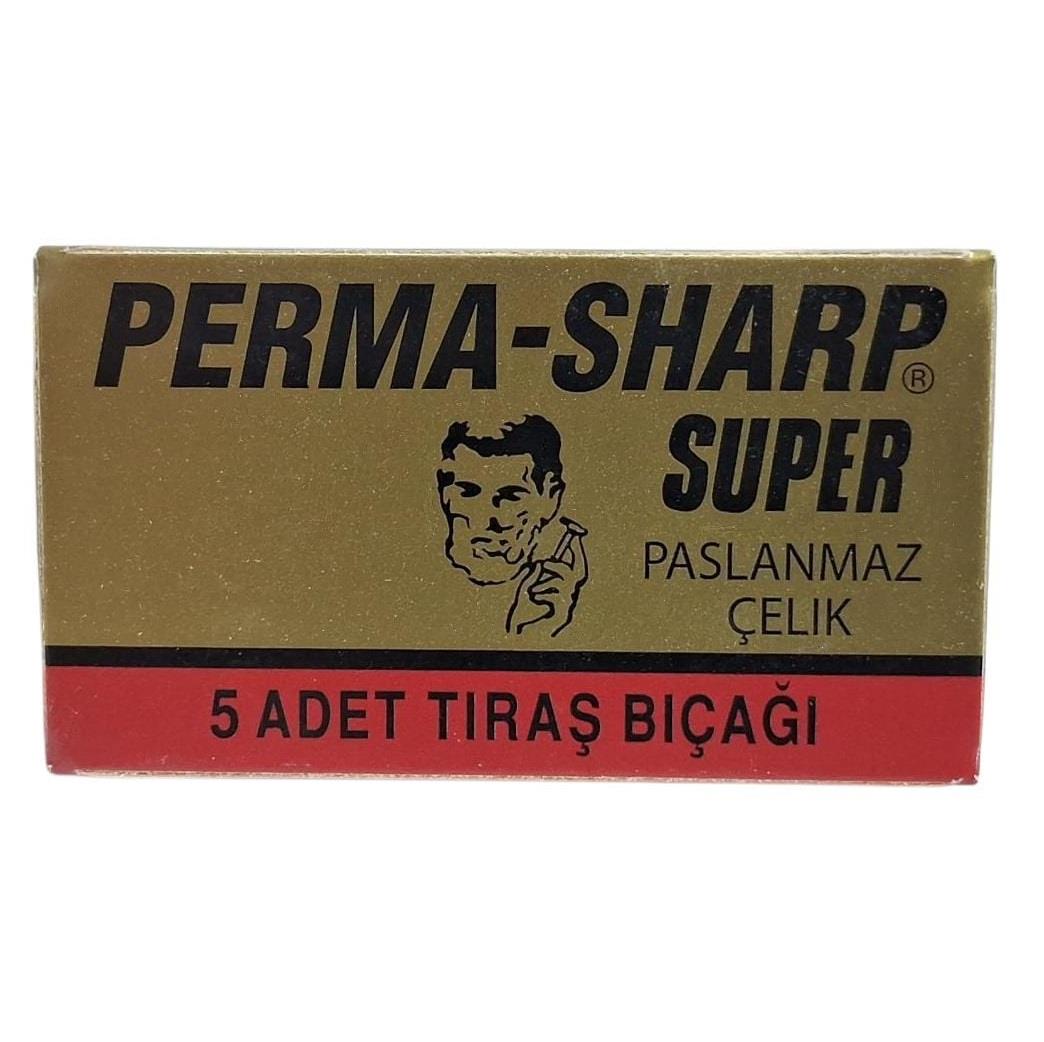 PERMA-SHARP®
SUPER
PASLANMAZ
ÇELIK
5 ADET TIRAŞ BIÇAĞI